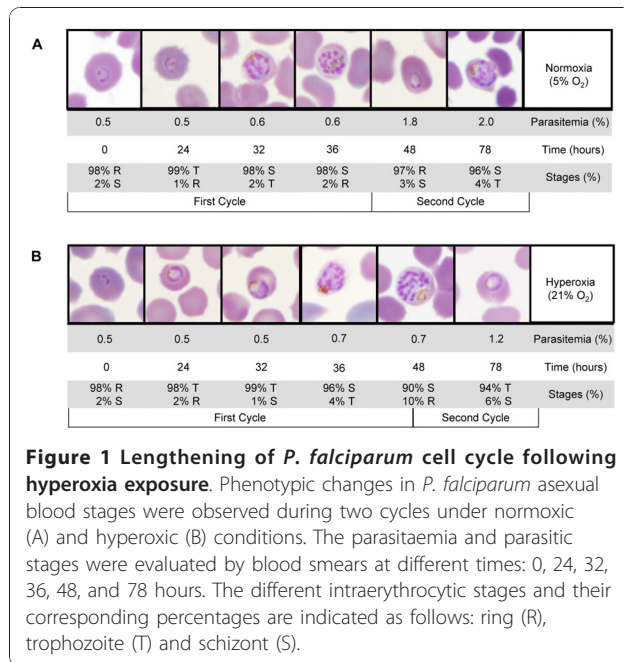 A
Normoxia
(5% O₂)
0.5 0.5 0.6 0.6 1.8 2.0 Parasitemia (%)
0 24 32 36 48 78 Time (hours)
98% R 99% T 98% S 98% S 97% R 96% S
2% S 1% R 2% T 2% R 3% S 4% T
Stages (%)
First Cycle Second Cycle
B
Hyperoxia
(21% O₂)
0.5 0.5 0.5 0.7 0.7 1.2 Parasitemia (%)
0 24 32 36 48 78 Time (hours)
98% R 98% T 99% T 96% S 90% S 94% T
2% S 2% R 1% S 4% T 10% R 6% S
Stages (%)
First Cycle Second Cycle
Figure 1 Lengthening of P. falciparum cell cycle following
hyperoxia exposure. Phenotypic changes in P. falciparum asexual
blood stages were observed during two cycles under normoxic
(A) and hyperoxic (B) conditions. The parasitaemia and parasitic
stages were evaluated by blood smears at different times: 0, 24, 32,
36, 48, and 78 hours. The different intraerythrocytic stages and their
corresponding percentages are indicated as follows: ring (R),
trophozoite (T) and schizont (S).